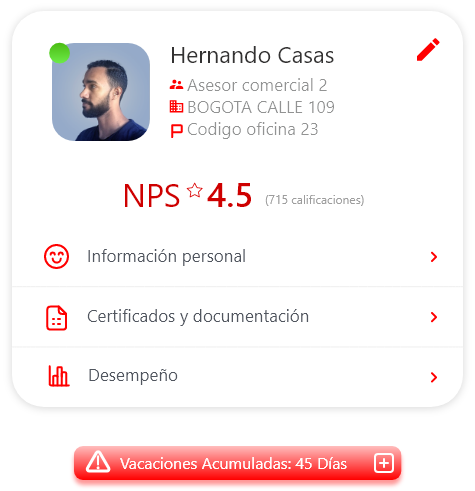 Hernando Casas
Asesor comercial 2
BOGOTA CALLE 109
Codigo oficina 23
NPS 4.5 (715 calificaciones)
Información personal
Certificados y documentación
Desempeño
Vacaciones Acumuladas: 45 Días